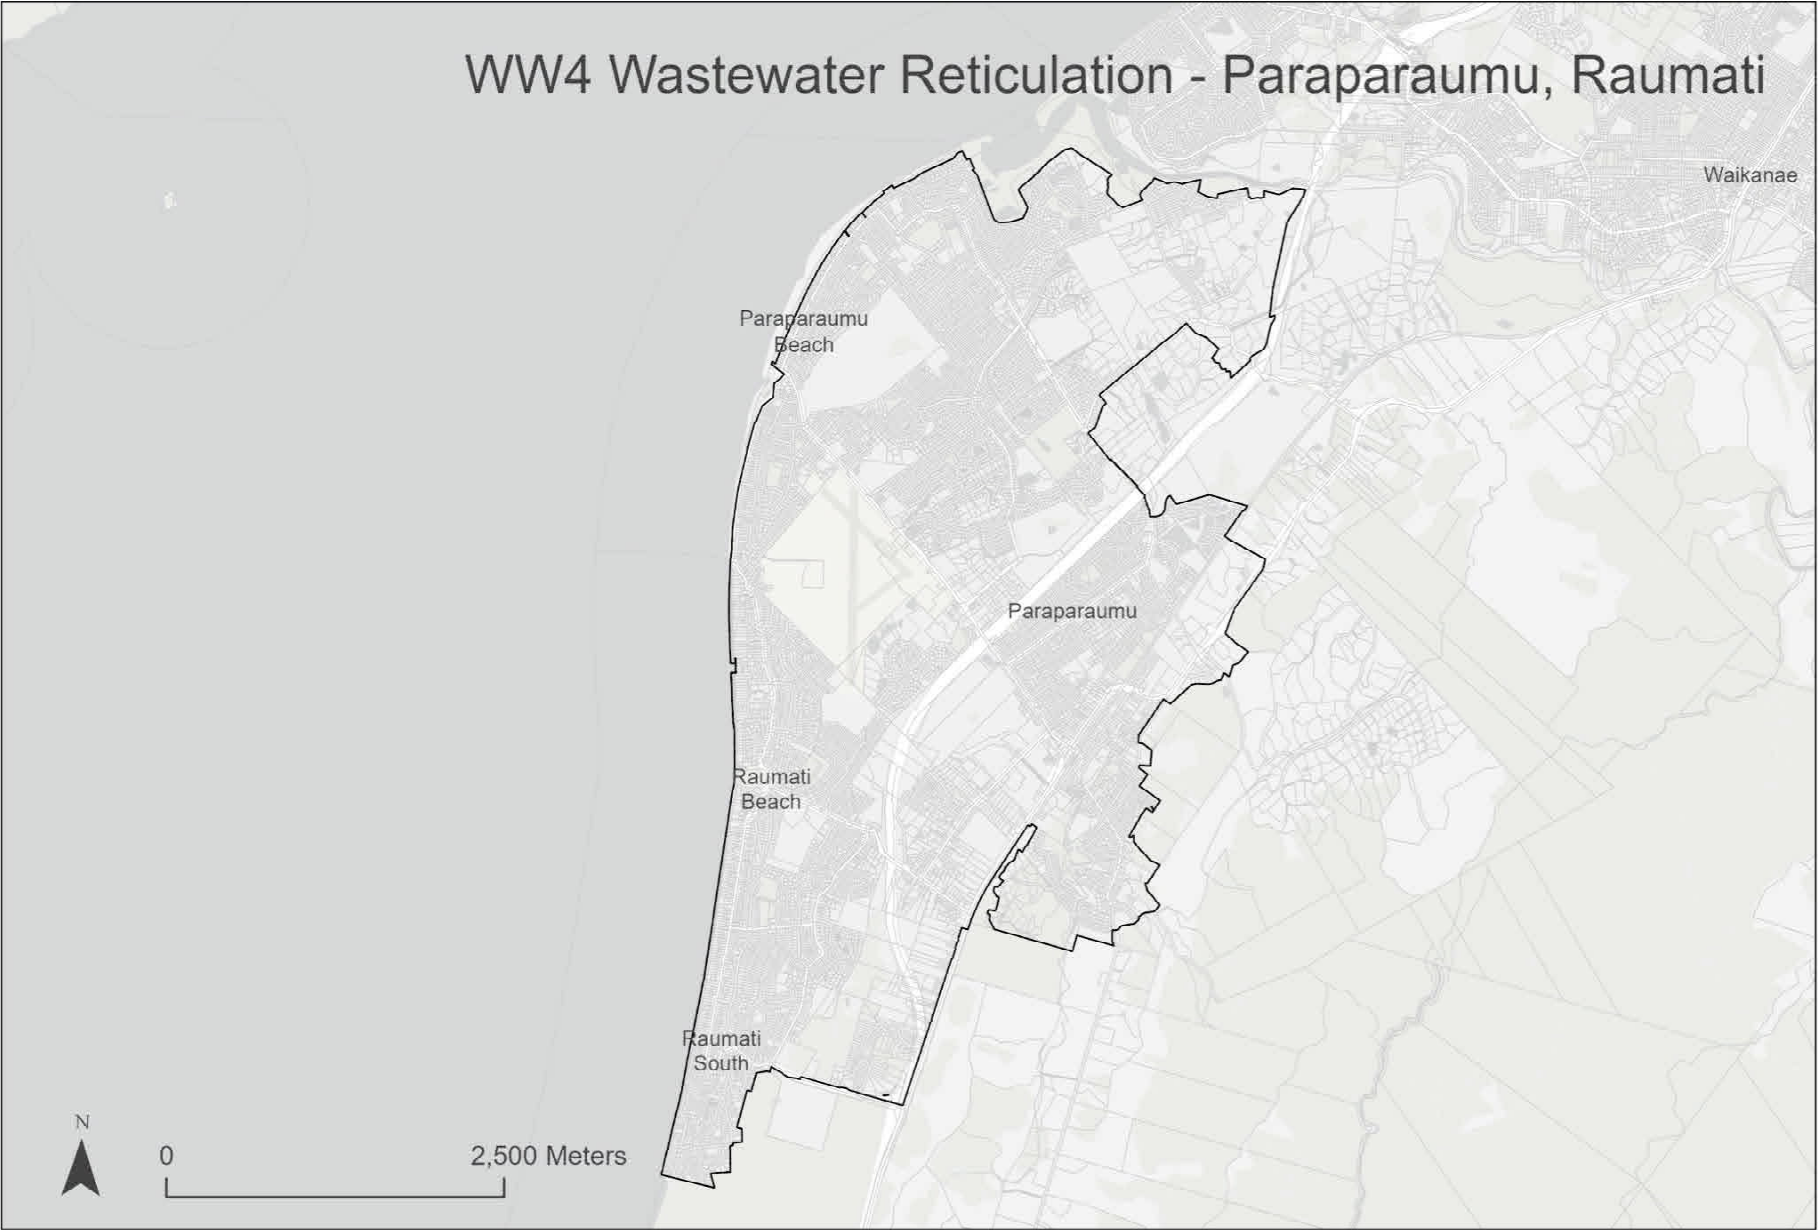 WW4 Wastewater Reticulation - Paraparaumu, Raumati
Waikanae
Paraparaumu
Beach
Paraparaumu
Raumati
Beach
Raumati
South
N
0
2,500 Meters